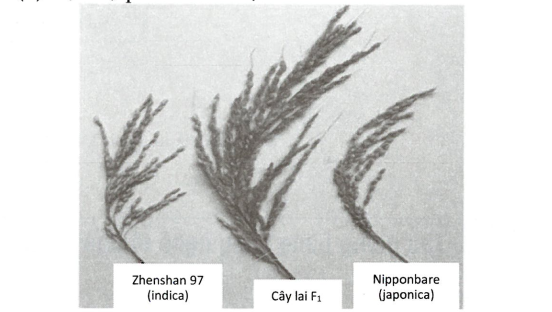 Zhenshan 97
(indica)
Cây lai F₁
Nipponbare
(japonica)